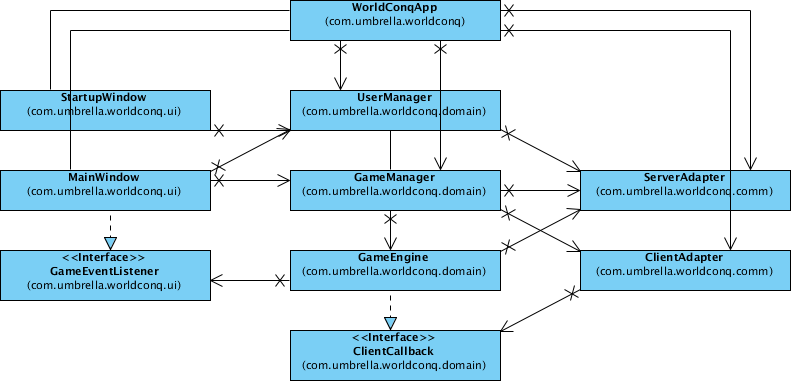 WorldConqApp
(com.umbrella.worldconq)
StartupWindow
(com.umbrella.worldconq.ui)
UserManager
(com.umbrella.worldconq.domain)
MainWindow
(com.umbrella.worldconq.ui)
GameManager
(com.umbrella.worldconq.domain)
ServerAdapter
(com.umbrella.worldconq.comm)
<<Interface>>
GameEventListener
(com.umbrella.worldconq.ui)
GameEngine
(com.umbrella.worldconq.domain)
ClientAdapter
(com.umbrella.worldconq.comm)
<<Interface>>
ClientCallback
(com.umbrella.worldconq.domain)